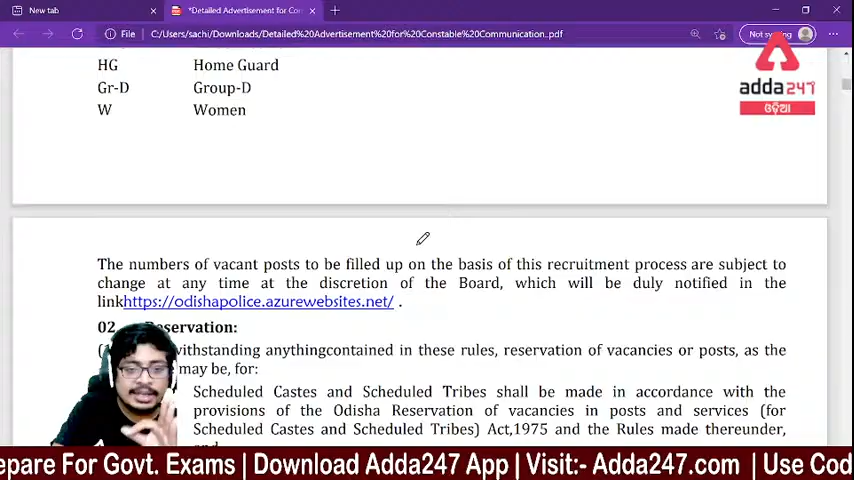 New tab
*Detailed Advertisement for Con
File
C:/Users/sachi/Downloads/Detailed%20Advertisement%20for%20Constable%20Communication_.pdf
HG Home Guard
Gr-D Group-D
W Women
adda247
ଓଡ଼ିଆ
The numbers of vacant posts to be filled up on the basis of this recruitment process are subject to
change at any time at the discretion of the Board, which will be duly notified in the
linkhttps://odishapolice.azurewebsites.net/ .
02 Reservation:
withstanding anythingcontained in these rules, reservation of vacancies or posts, as the
may be, for:
Scheduled Castes and Scheduled Tribes shall be made in accordance with the
provisions of the Odisha Reservation of vacancies in posts and services (for
Scheduled Castes and Scheduled Tribes) Act,1975 and the Rules made thereunder,
epare For Govt. Exams | Download Adda247 App | Visit:- Adda247.com | Use Cod